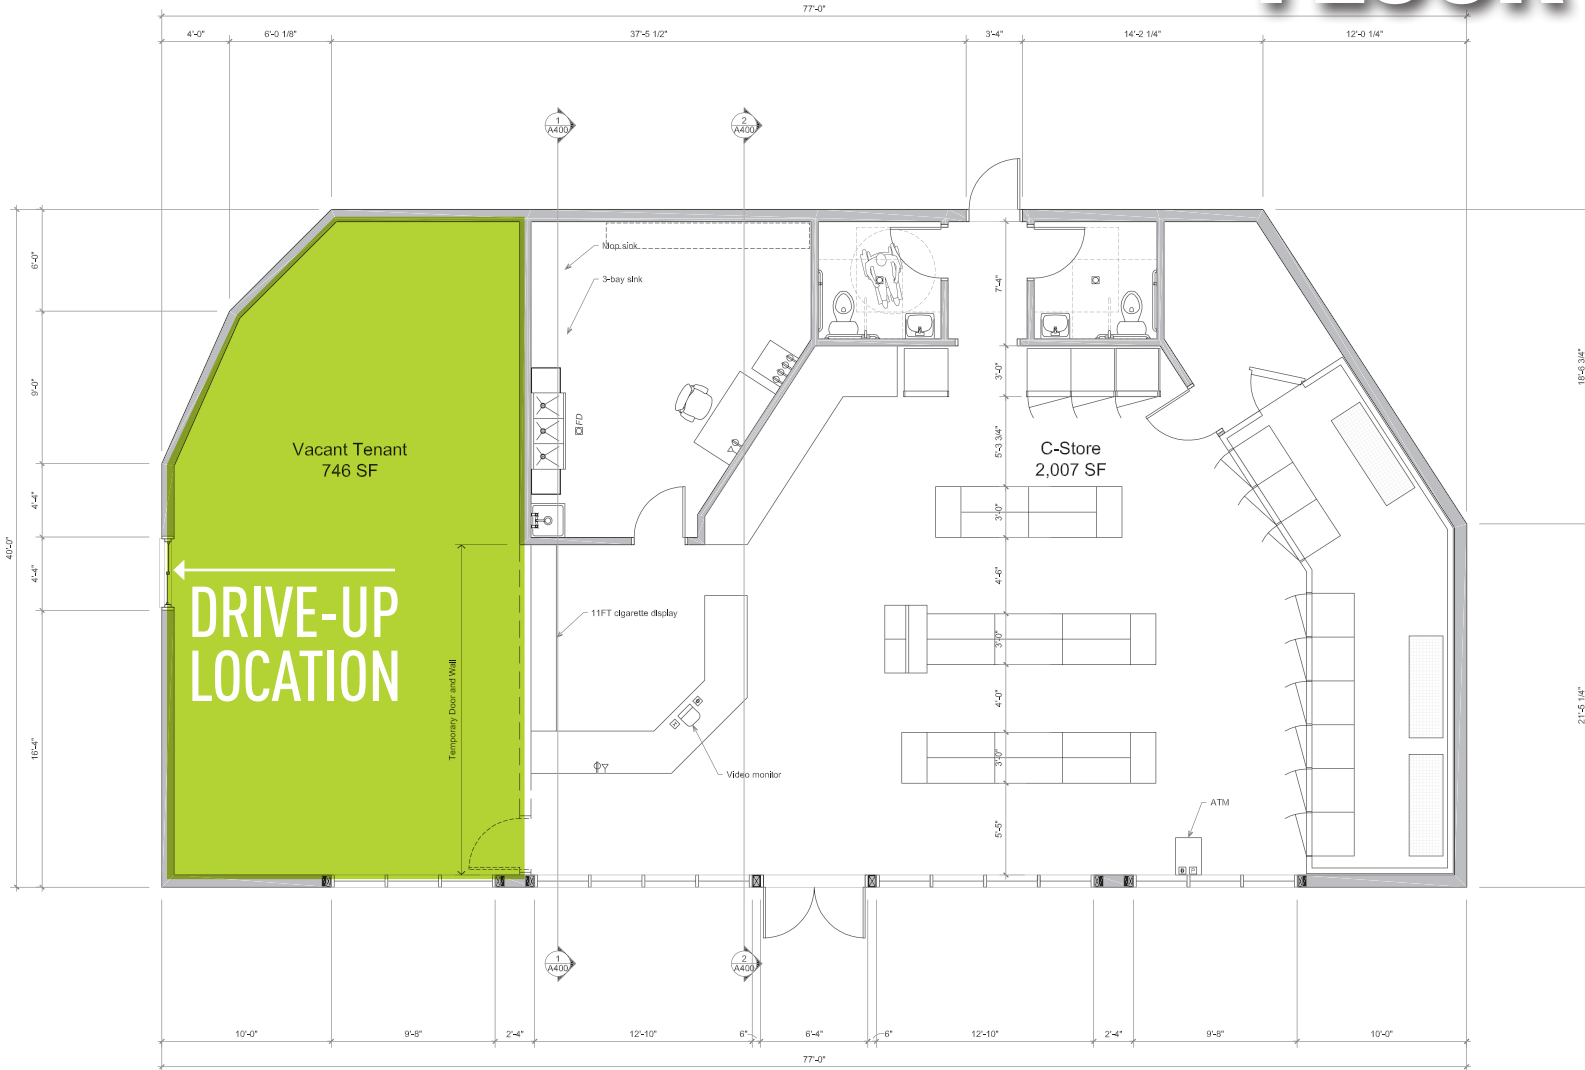 FLOOR
77'-0"
4'-0"
6'-0 1/8"
37'-5 1/2"
3'-4"
14'-2 1/4"
12'-0 1/4"
1
A400
2
A400
6'-0"
9'-0"
4'-4"
4'-4"
16'-4"
40'-0"
18'-6 3/4"
21'-5 1/4"
Mop sink
3-bay sink
FD
7'-4"
3'-0"
5'-3 3/4"
3'-0"
4'-6"
3'-0"
4'-0"
3'-0"
5'-5"
Vacant Tenant
746 SF
C-Store
2,007 SF
DRIVE-UP
LOCATION
11FT cigarette display
Temporary Door and Wall
Video monitor
ATM
1
A400
2
A400
10'-0"
9'-8"
2'-4"
12'-10"
6"
6'-4"
6"
12'-10"
2'-4"
9'-8"
10'-0"
77'-0"